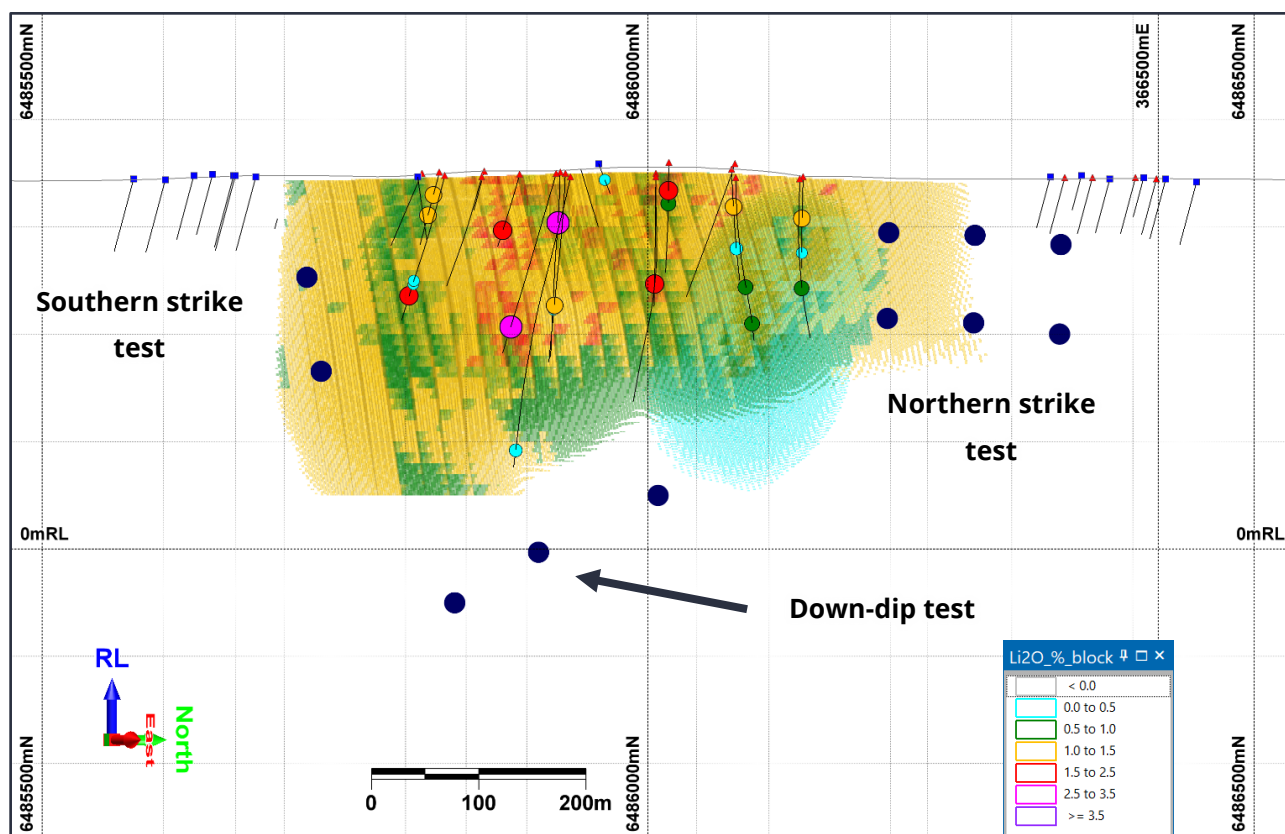 6485500mN
6486000mN
366500mE
6486500mN
Southern strike
test
Northern strike
test
0mRL
0mRL
Down-dip test
RL
East
North
0
100
200m
6485500mN
6486000mN
6486500mN
Li2O_%_block
< 0.0
0.0 to 0.5
0.5 to 1.0
1.0 to 1.5
1.5 to 2.5
2.5 to 3.5
>= 3.5